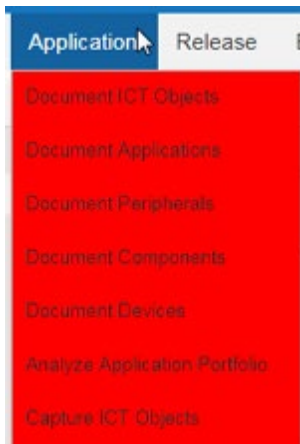 Application Release
Document ICT Objects
Document Applications
Document Peripherals
Document Components
Document Devices
Analyze Application Portfolio
Capture ICT Objects